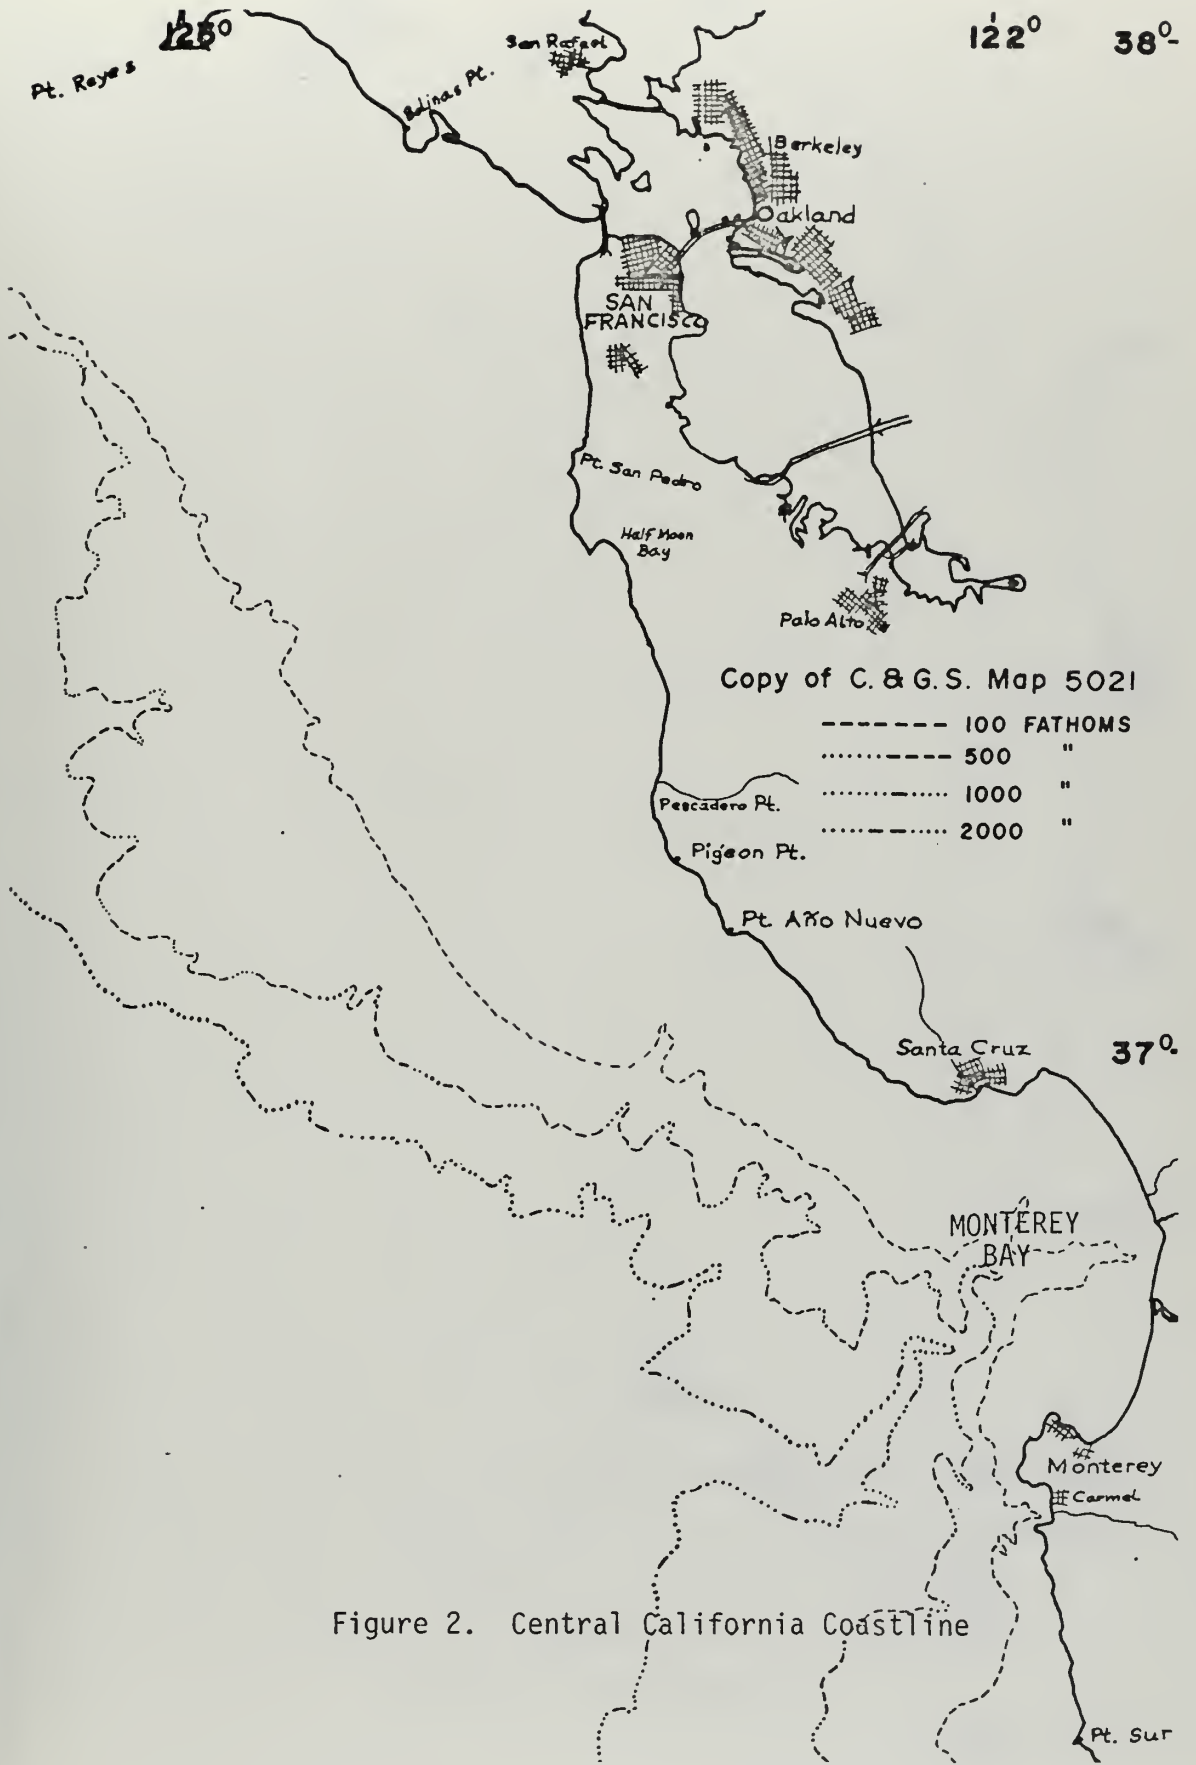 123° 122° 38°-
San Rafael
Pt. Reyes
Bolinas Pt.
Berkeley
Oakland
SAN
FRANCISCO
Pt. San Pedro
Half Moon
Bay
Palo Alto
Copy of C. & G.S. Map 5021
100 FATHOMS
500 "
1000 "
2000 "
Pescadero Pt.
Pigeon Pt.
Pt Año Nuevo
Santa Cruz
37°-
MONTEREY
BAY
Monterey
Carmel
Figure 2. Central California Coastline
Pt. Sur